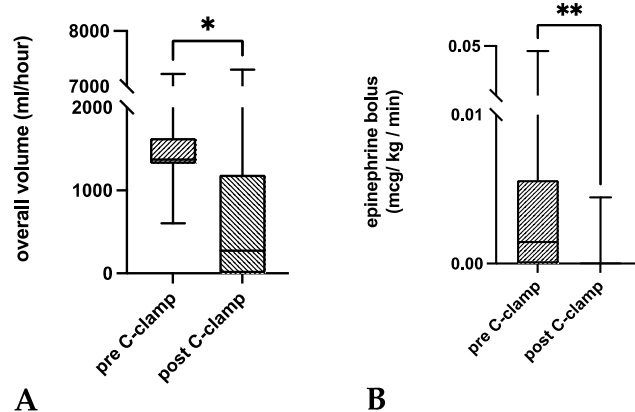 8000
*
7000
2000
1000
0
overall volume (ml/hour)
pre C-clamp
post C-clamp
A
**
0.05
0.01
0.00
epinephrine bolus
(mcg/ kg / min)
pre C-clamp
post C-clamp
B